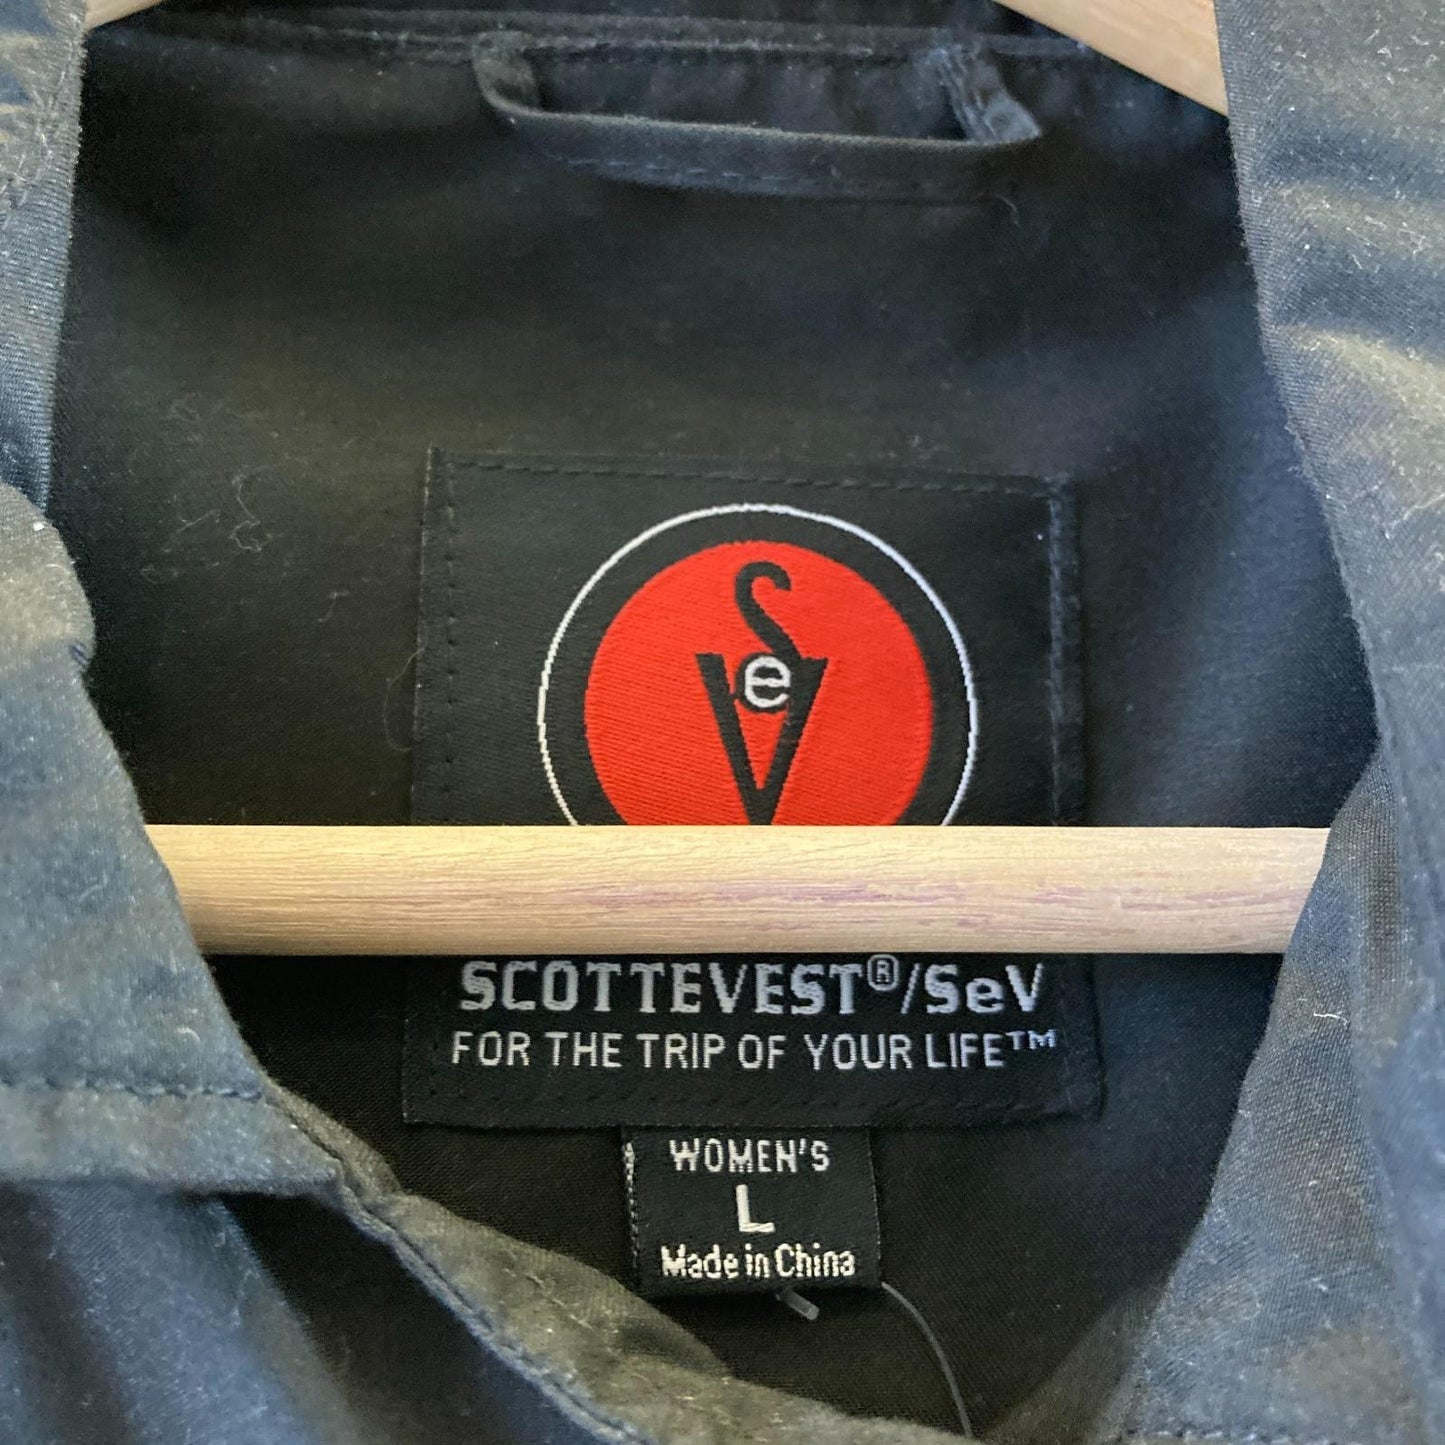 SeV
SCOTTEVEST®/SeV
FOR THE TRIP OF YOUR LIFE™
WOMEN'S
L
Made in China